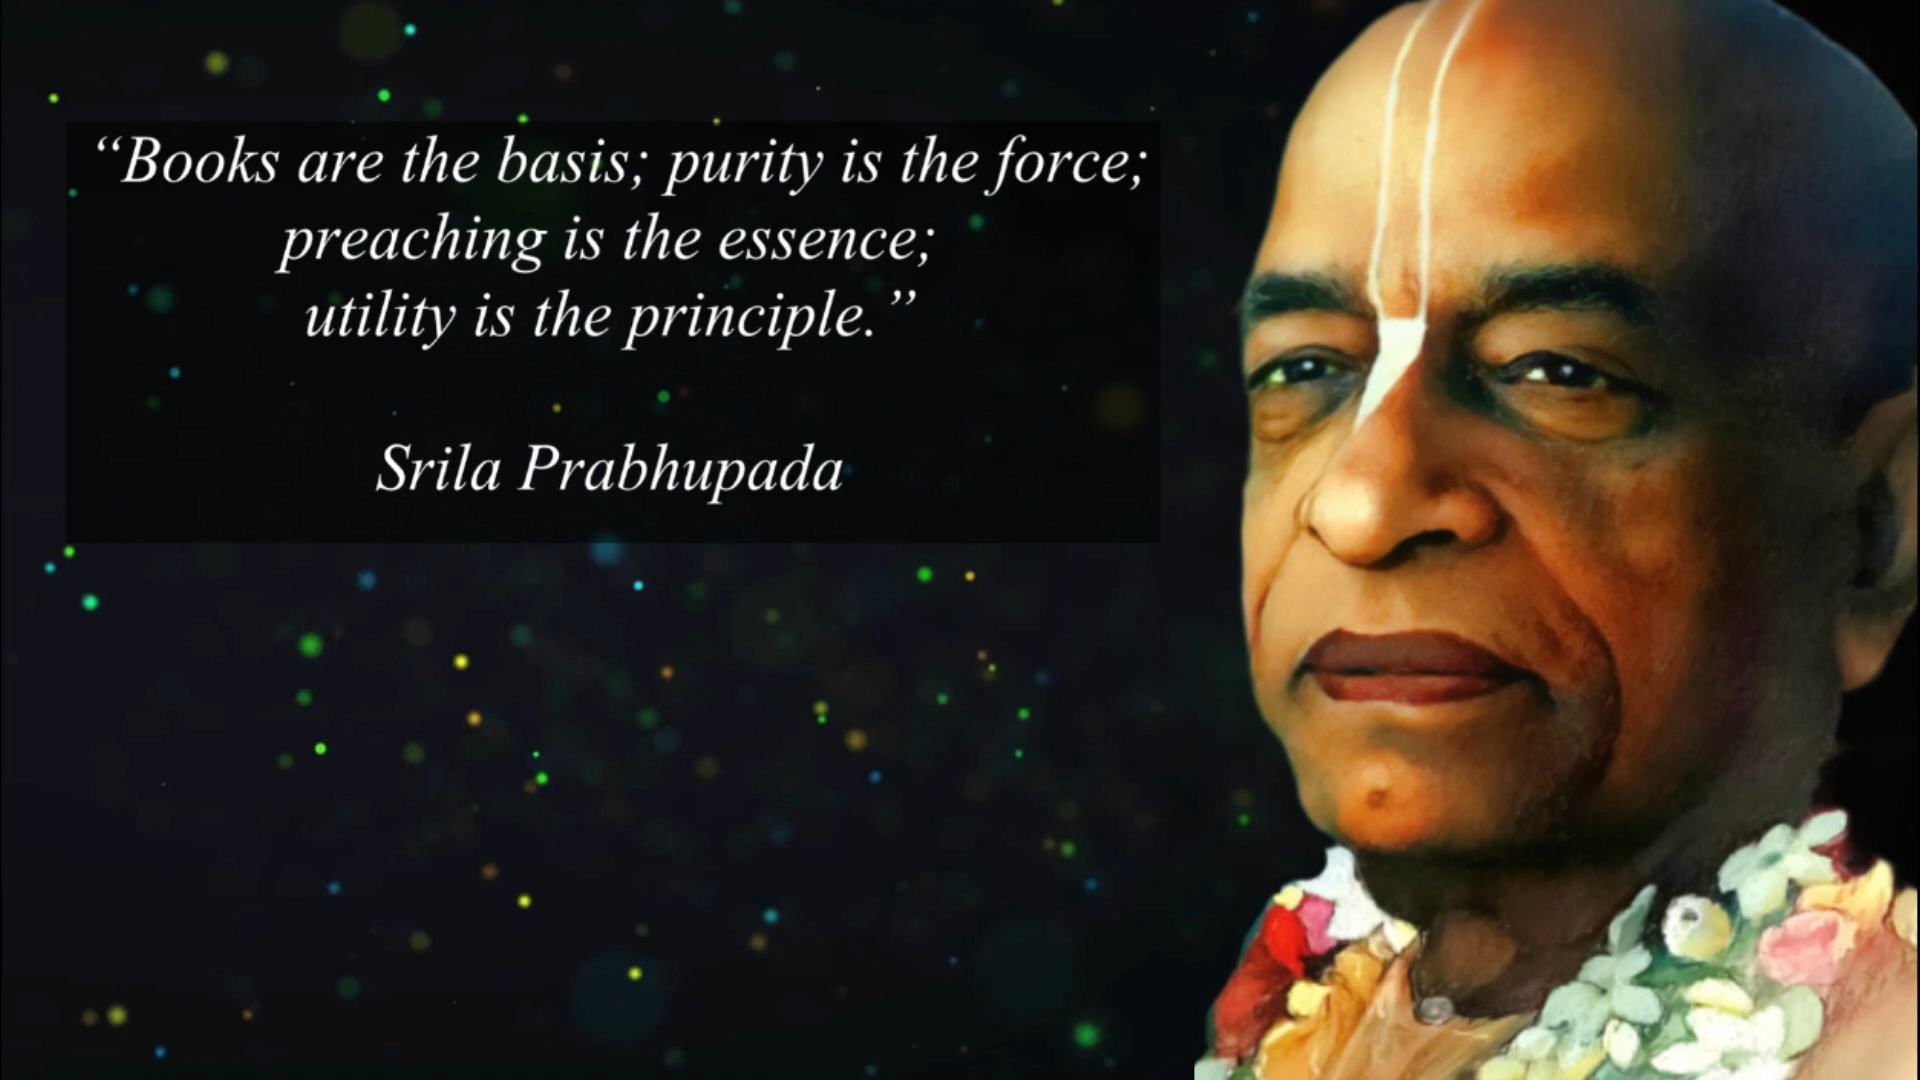 “Books are the basis; purity is the force;
preaching is the essence;
utility is the principle.”
Srila Prabhupada